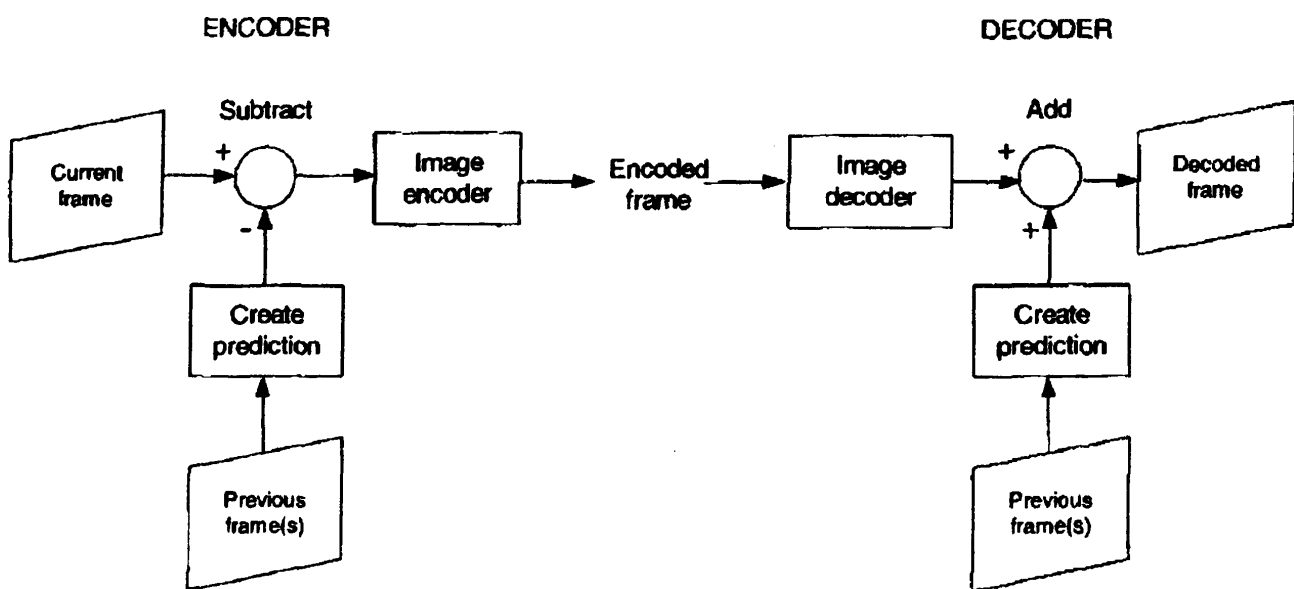 ENCODER
DECODER
Subtract
Add
Current
frame
+
-
Image
encoder
Encoded
frame
Image
decoder
+
+
Decoded
frame
Create
prediction
Create
prediction
Previous
frame(s)
Previous
frame(s)